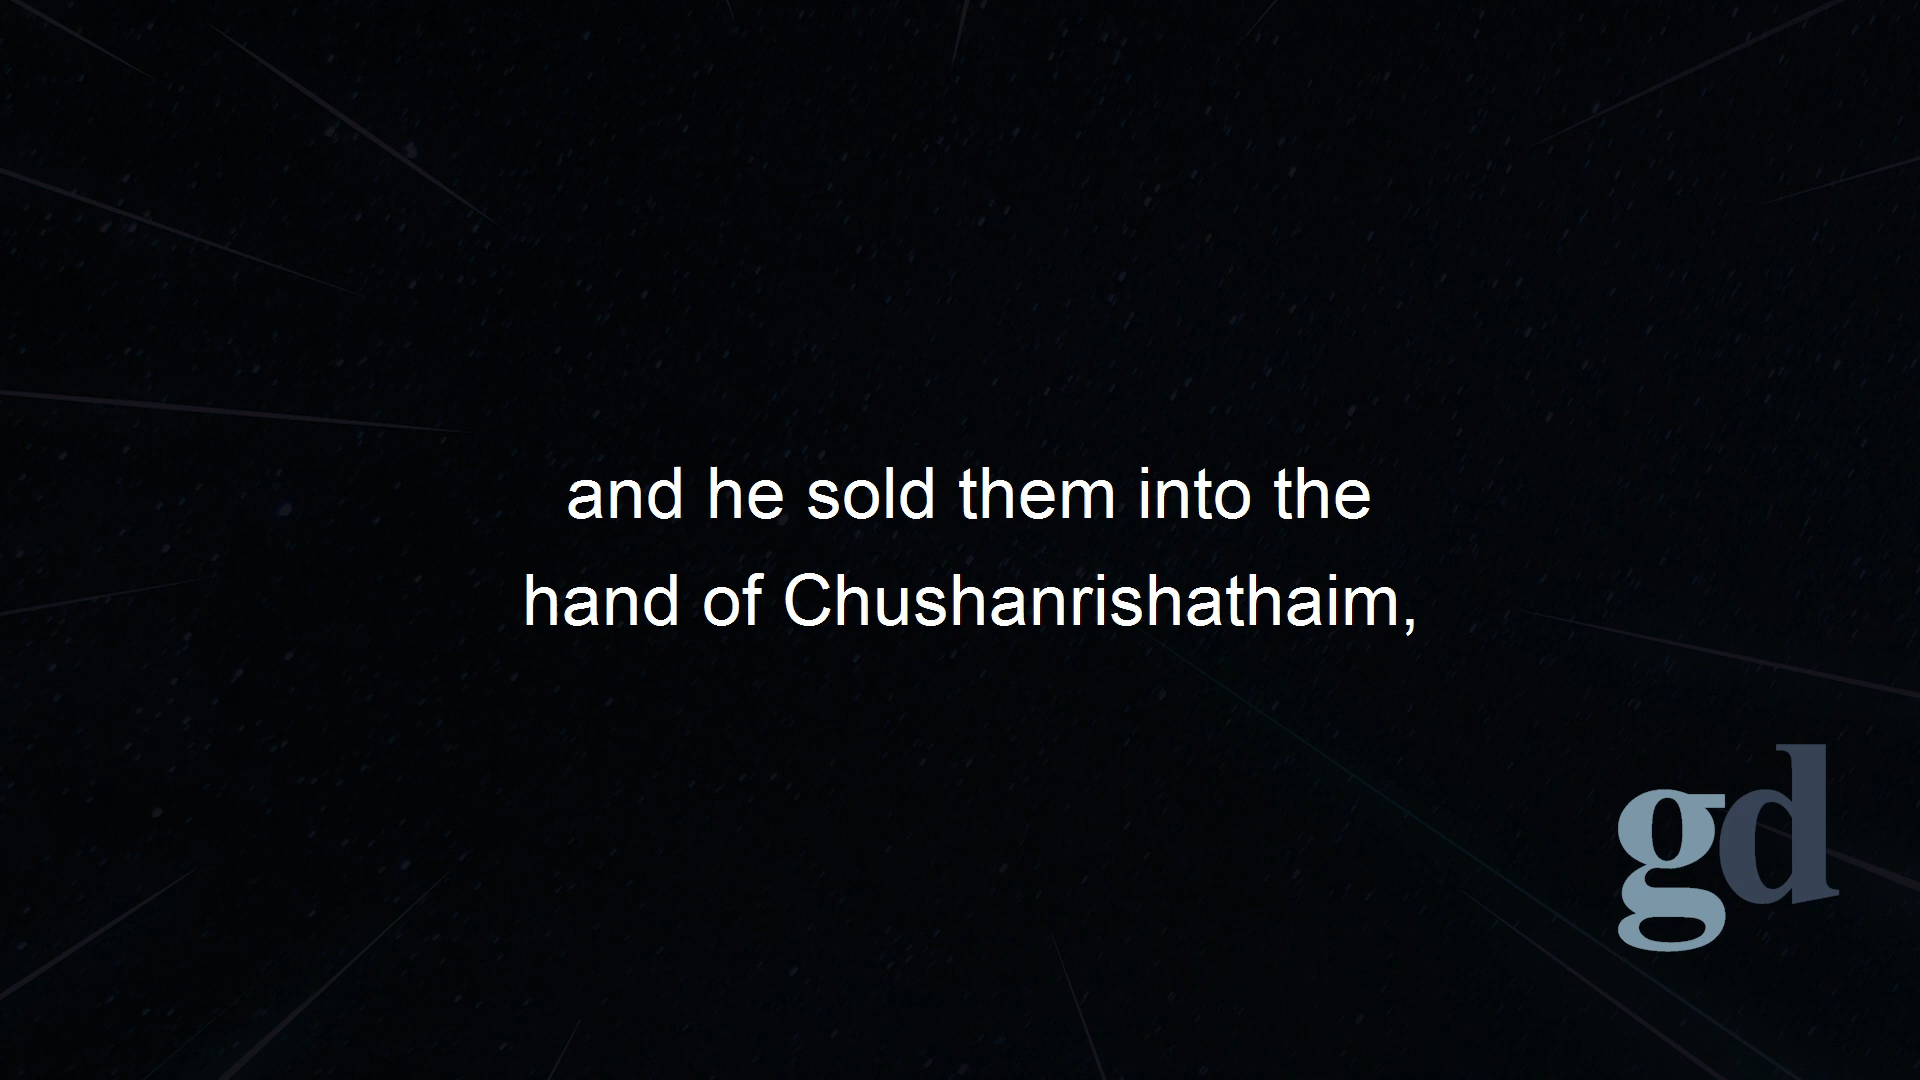 and he sold them into the
hand of Chushanrishathaim,
gd